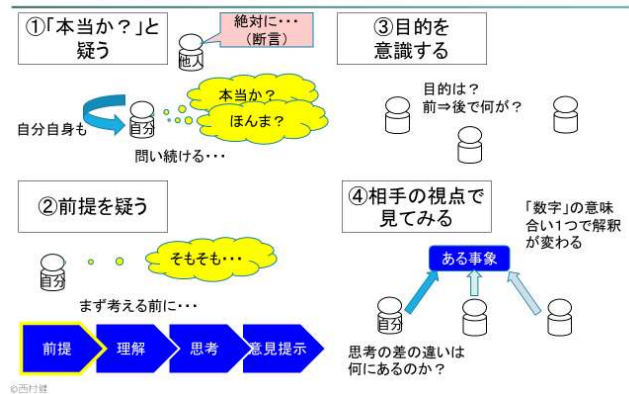 ①「本当か?」と
疑う
絶対に・・・
(断言)
他人
本当か?
ほんま?
自分自身も
自分
問い続ける・・・
②前提を疑う
そもそも・・・
自分
まず考える前に・・・
前提
理解
思考
意見提示
③目的を
意識する
目的は?
前⇒後で何が?
④相手の視点で
見てみる
「数字」の意味
合い1つで解釈
が変わる
ある事象
自分
思考の差の違いは
何にあるのか?
©西村健